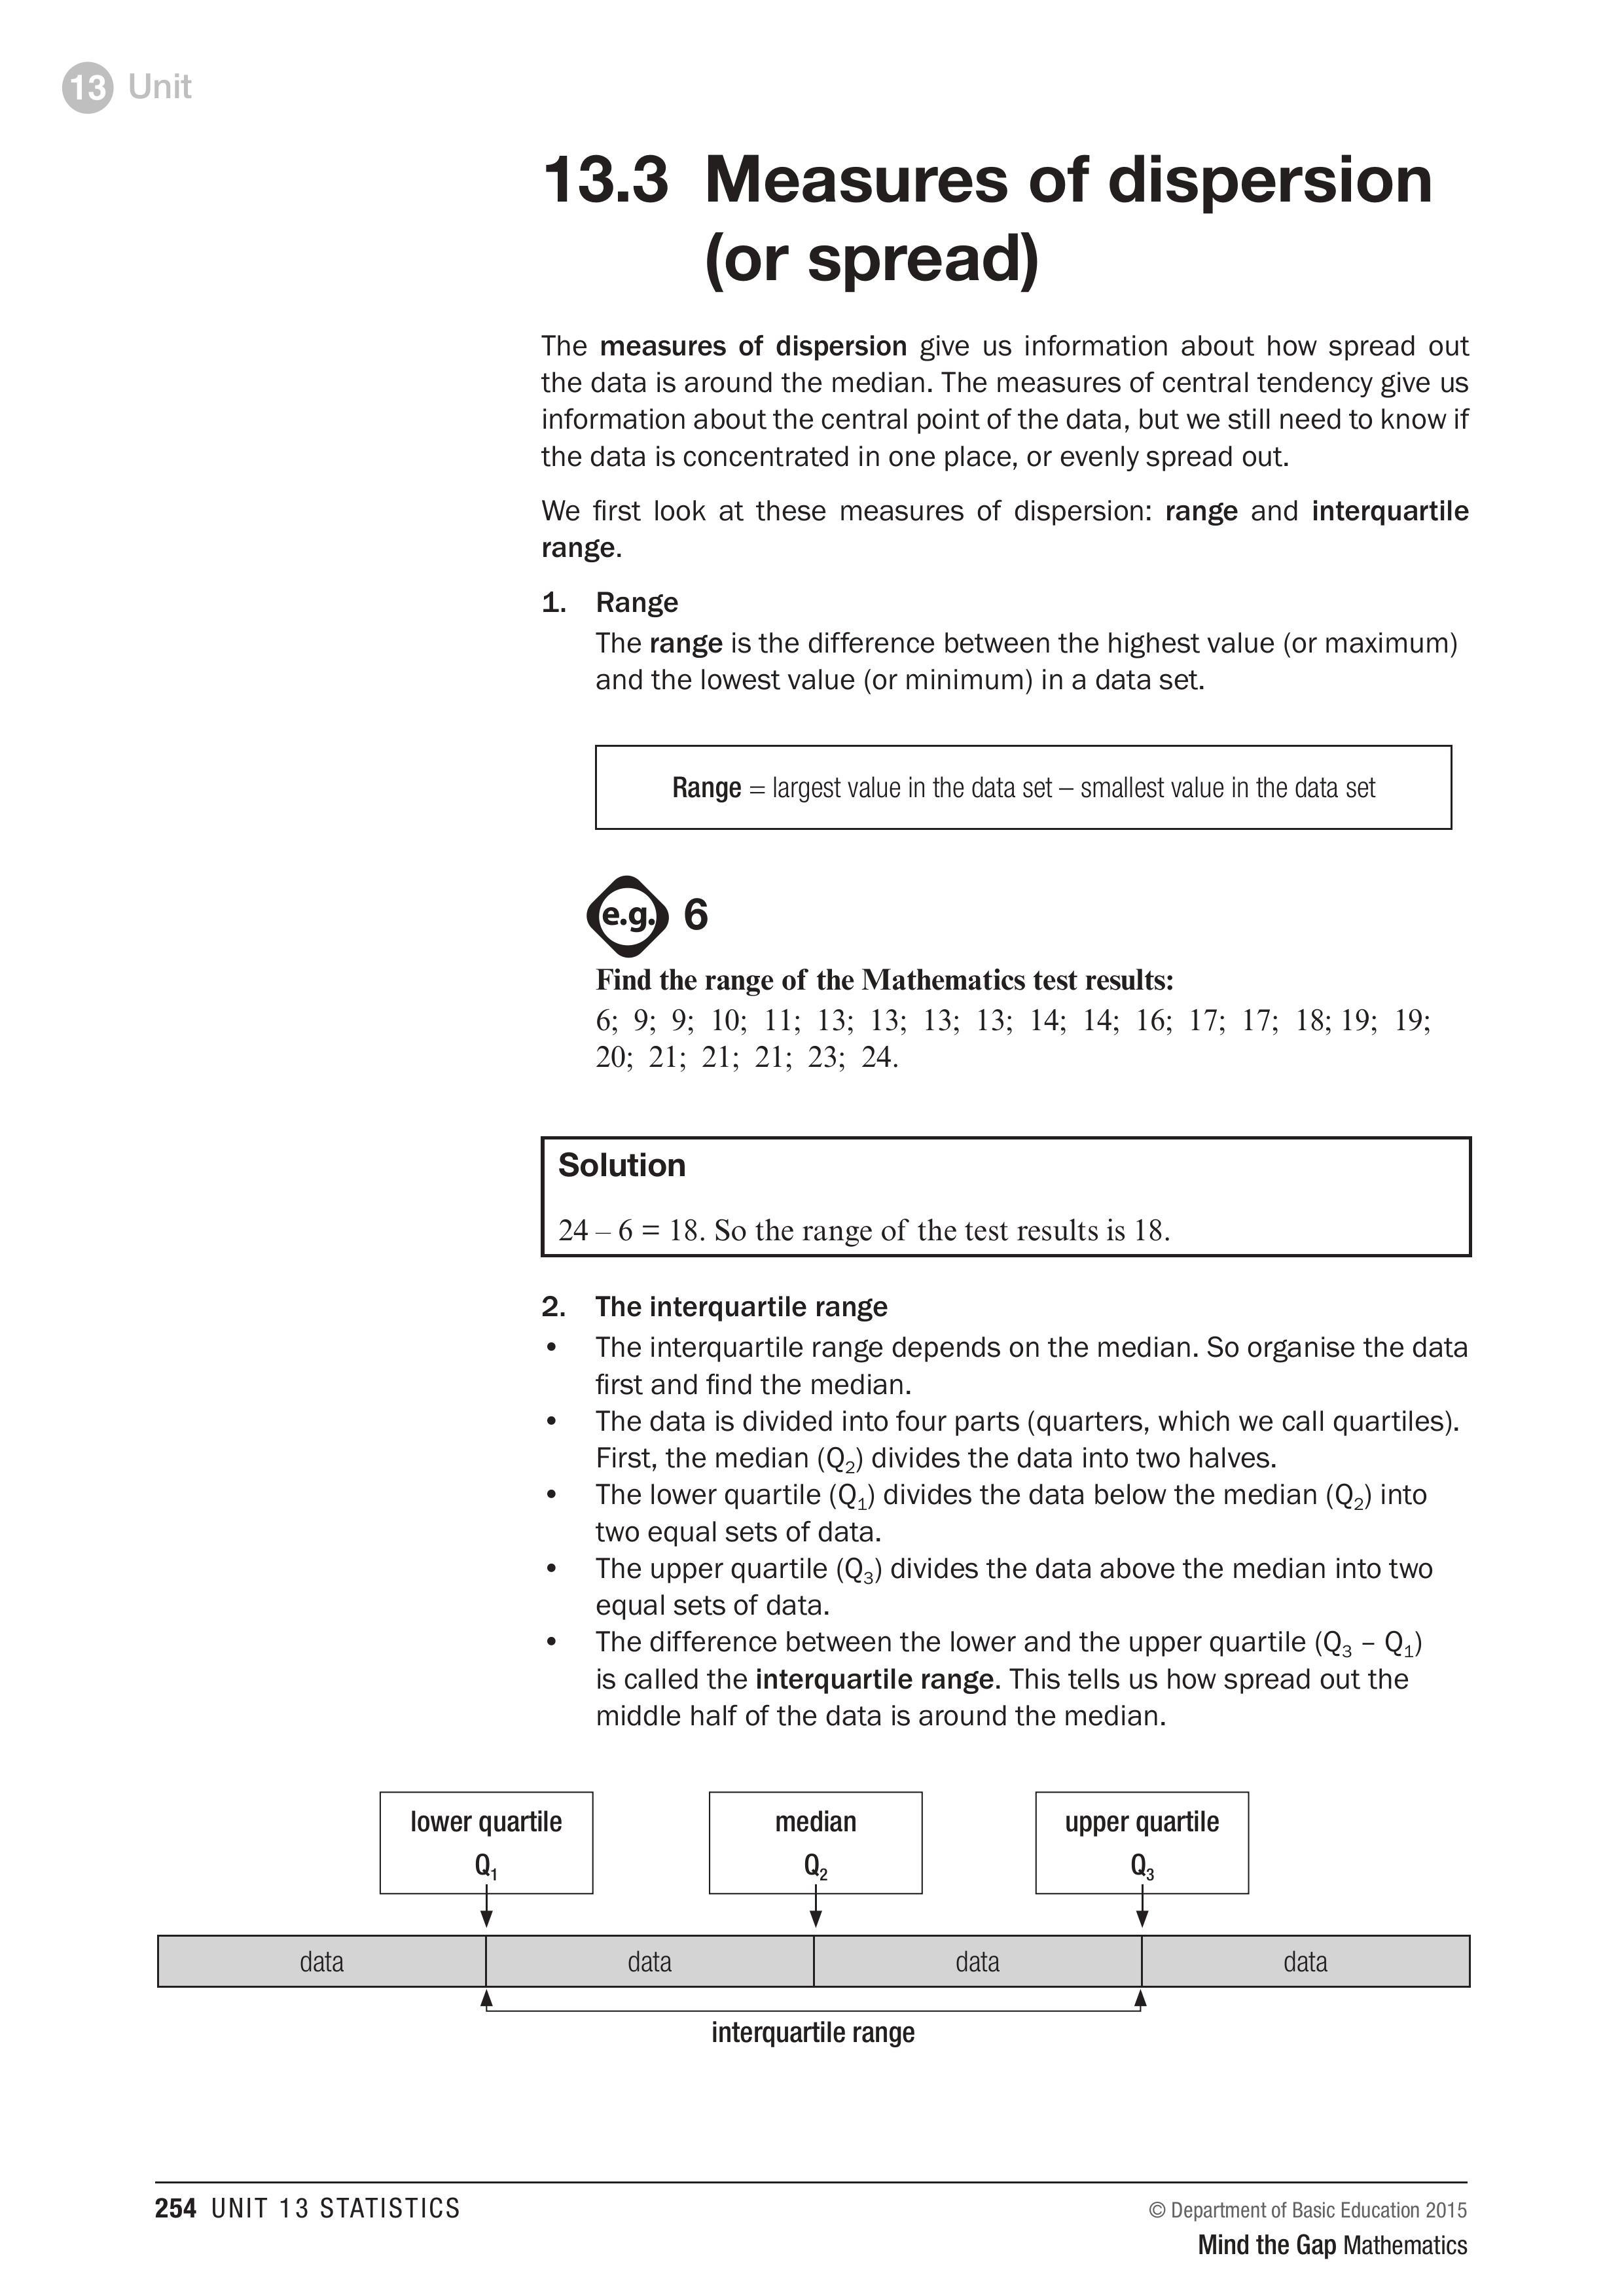 13 Unit
13.3 Measures of dispersion
(or spread)
The measures of dispersion give us information about how spread out
the data is around the median. The measures of central tendency give us
information about the central point of the data, but we still need to know if
the data is concentrated in one place, or evenly spread out.
We first look at these measures of dispersion: range and interquartile
range.
1. Range
The range is the difference between the highest value (or maximum)
and the lowest value (or minimum) in a data set.
Range = largest value in the data set – smallest value in the data set
e.g. 6
Find the range of the Mathematics test results:
6; 9; 9; 10; 11; 13; 13; 13; 13; 14; 14; 16; 17; 17; 18; 19; 19;
20; 21; 21; 21; 23; 24.
Solution
24 – 6 = 18. So the range of the test results is 18.
2. The interquartile range
• The interquartile range depends on the median. So organise the data
first and find the median.
• The data is divided into four parts (quarters, which we call quartiles).
First, the median (Q₂) divides the data into two halves.
• The lower quartile (Q₁) divides the data below the median (Q₂) into
two equal sets of data.
• The upper quartile (Q₃) divides the data above the median into two
equal sets of data.
• The difference between the lower and the upper quartile (Q₃ – Q₁)
is called the interquartile range. This tells us how spread out the
middle half of the data is around the median.
lower quartile median upper quartile
Q₁ Q₂ Q₃
data data data data
interquartile range
254 UNIT 13 STATISTICS © Department of Basic Education 2015
Mind the Gap Mathematics